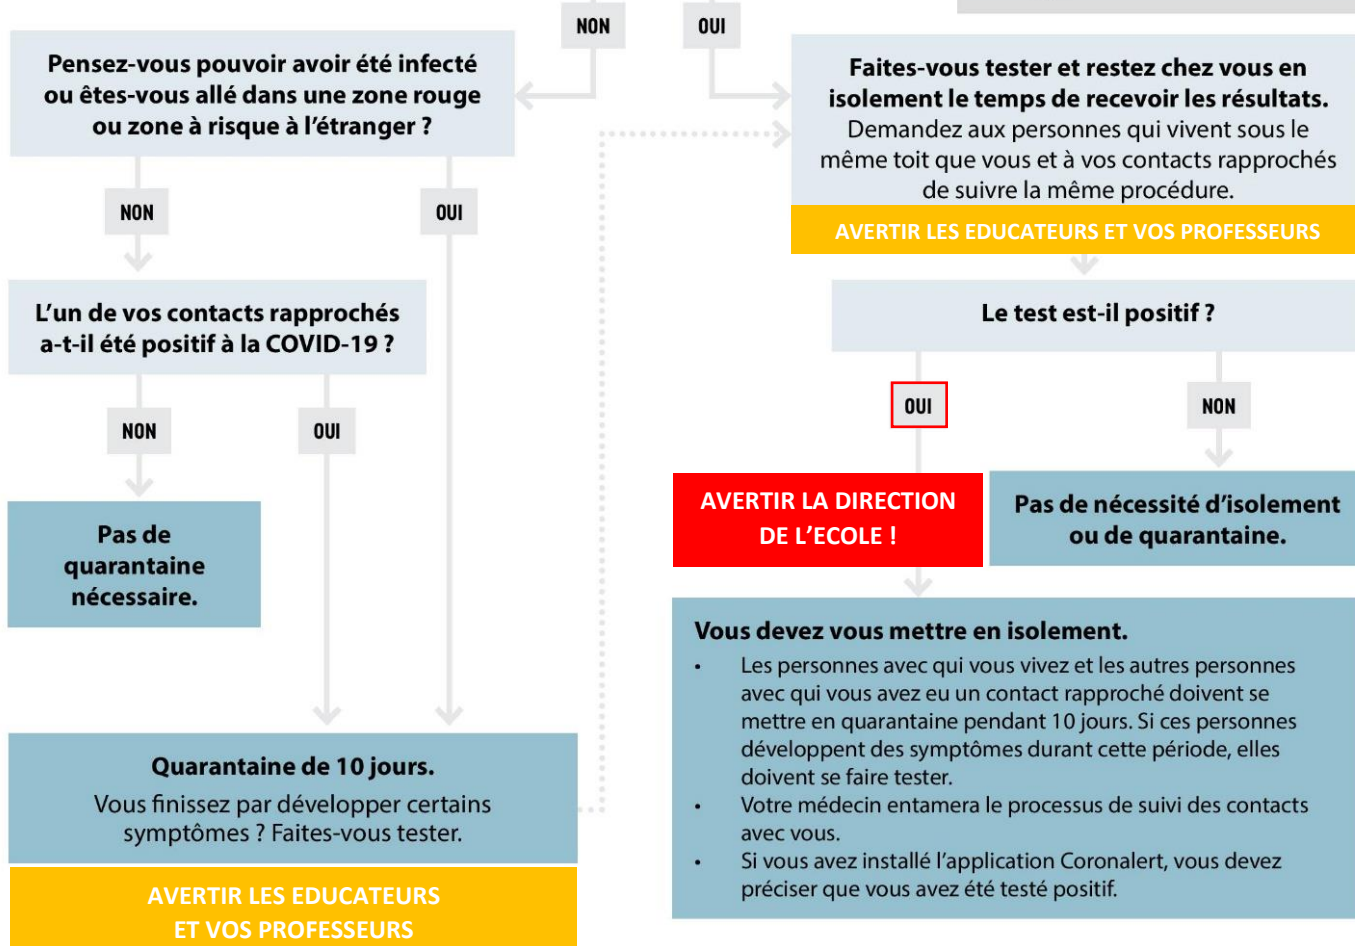 NON
OUI
Pensez-vous pouvoir avoir été infecté
ou êtes-vous allé dans une zone rouge
ou zone à risque à l’étranger ?
Faites-vous tester et restez chez vous en
isolement le temps de recevoir les résultats.
Demandez aux personnes qui vivent sous le
même toit que vous et à vos contacts rapprochés
de suivre la même procédure.
AVERTIR LES EDUCATEURS ET VOS PROFESSEURS
NON
OUI
L’un de vos contacts rapprochés
a-t-il été positif à la COVID-19 ?
Le test est-il positif ?
NON
OUI
OUI
NON
Pas de
quarantaine
nécessaire.
AVERTIR LA DIRECTION
DE L’ECOLE !
Pas de nécessité d’isolement
ou de quarantaine.
Quarantaine de 10 jours.
Vous finissez par développer certains
symptômes ? Faites-vous tester.
AVERTIR LES EDUCATEURS
ET VOS PROFESSEURS
Vous devez vous mettre en isolement.
• Les personnes avec qui vous vivez et les autres personnes
avec qui vous avez eu un contact rapproché doivent se
mettre en quarantaine pendant 10 jours. Si ces personnes
développent des symptômes durant cette période, elles
doivent se faire tester.
• Votre médecin entamera le processus de suivi des contacts
avec vous.
• Si vous avez installé l’application Coronalert, vous devez
préciser que vous avez été testé positif.